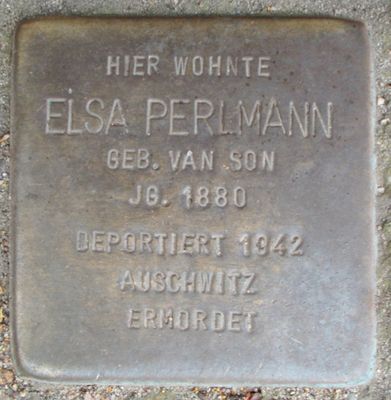 HIER WOHNTE
ELSA PERLMANN
GEB. VAN SON
JG. 1880
DEPORTIERT 1942
AUSCHWITZ
ERMORDET